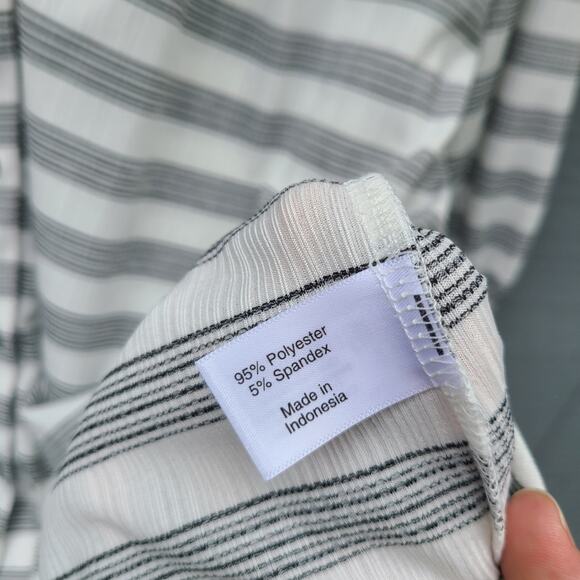 95% Polyester
5% Spandex
Made in
Indonesia